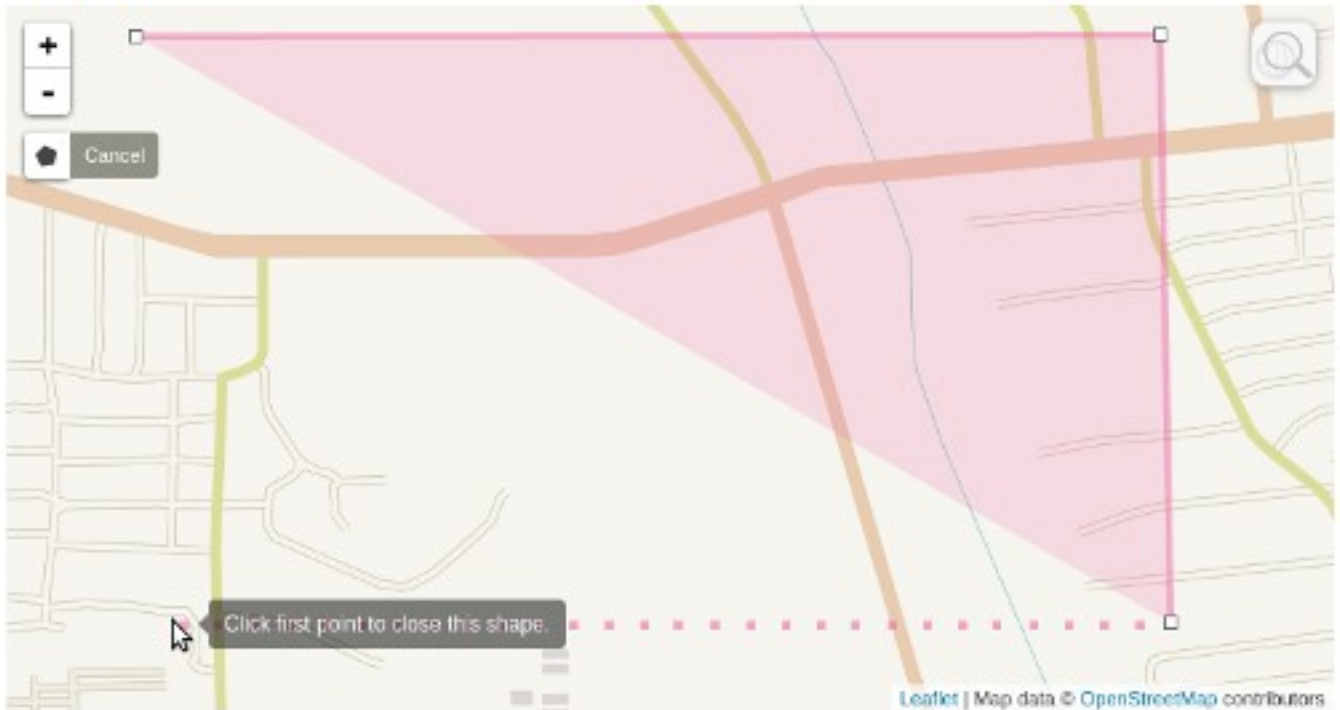 +
-
Cancel
Click first point to close this shape.
Leaflet | Map data © OpenStreetMap contributors